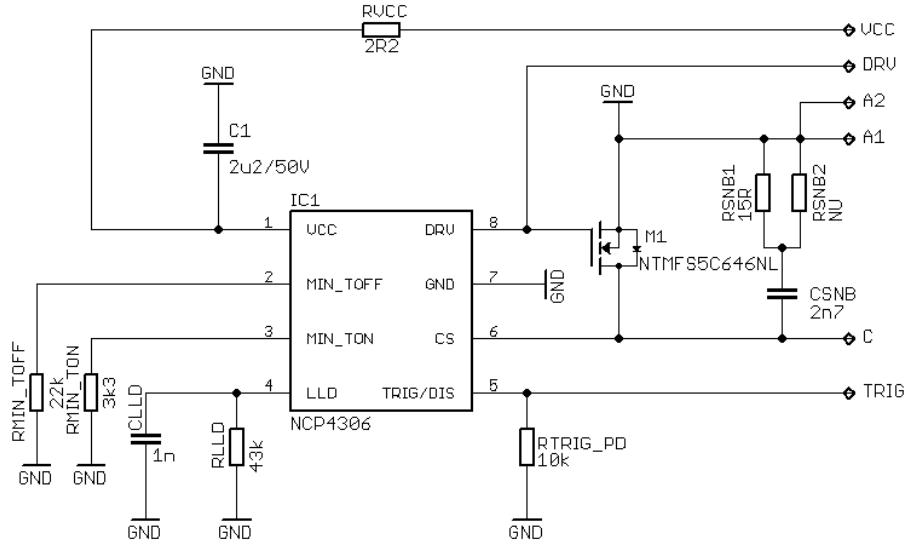 RVCC
2R2
VCC
DRV
GND
GND
A2
C1
A1
2u2/50V
RSNB1
15R
RSNB2
NU
IC1
1
VCC
DRV
8
M1
NTMFS5C646NL
2
MIN_TOFF
GND
7
GND
CSNB
2n7
3
MIN_TON
CS
6
C
RMIN_TOFF
22k
RMIN_TON
3k3
4
LLD
TRIG/DIS
5
TRIG
CLLD
1n
RLLD
43k
NCP4306
RTRIG_PD
10k
GND
GND
GND
GND
GND